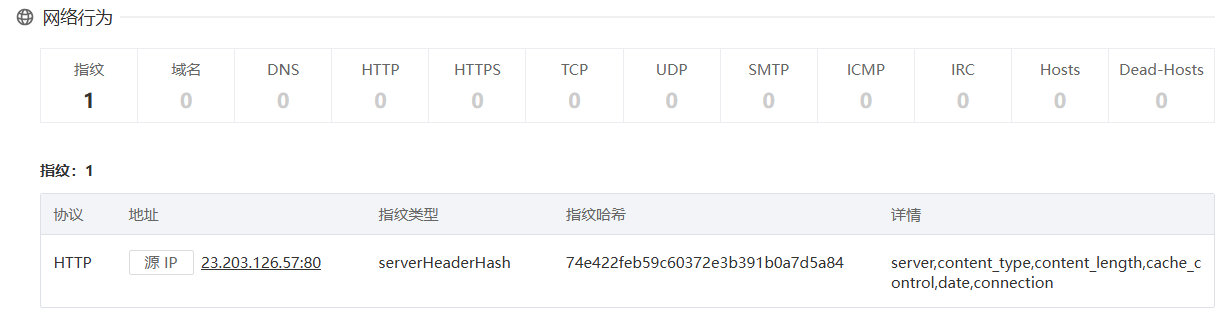 网络行为
指纹 域名 DNS HTTP HTTPS TCP UDP SMTP ICMP IRC Hosts Dead-Hosts
1 0 0 0 0 0 0 0 0 0 0 0
指纹：1
协议 地址 指纹类型 指纹哈希 详情
HTTP 源 IP 23.203.126.57:80 serverHeaderHash 74e422feb59c60372e3b391b0a7d5a84 server,content_type,content_length,cache_c
ontrol,date,connection